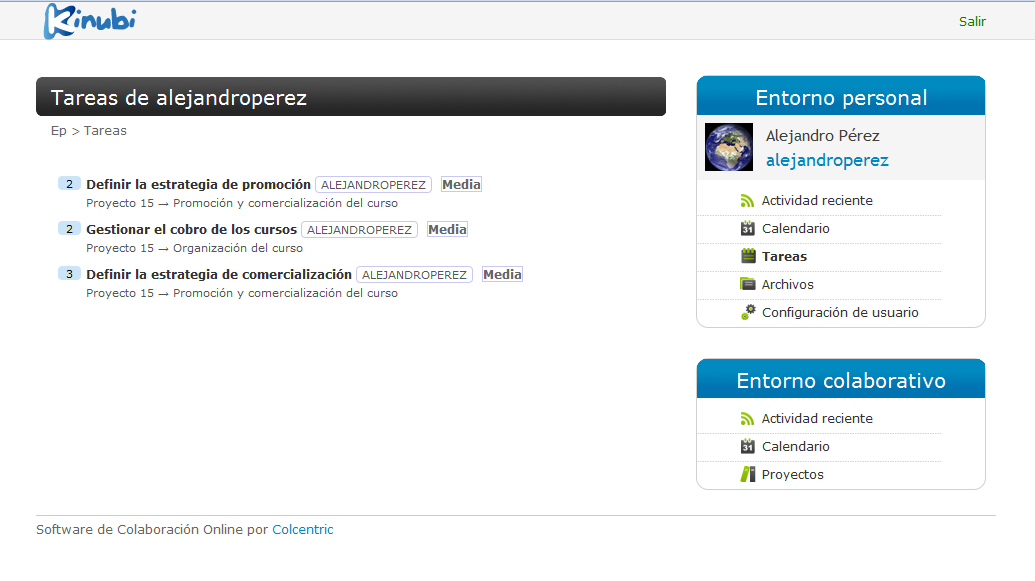 Kinubi
Salir
Tareas de alejandroperez
Ep > Tareas
2 Definir la estrategia de promoción ALEJANDROPEREZ Media
Proyecto 15 → Promoción y comercialización del curso
2 Gestionar el cobro de los cursos ALEJANDROPEREZ Media
Proyecto 15 → Organización del curso
3 Definir la estrategia de comercialización ALEJANDROPEREZ Media
Proyecto 15 → Promoción y comercialización del curso
Entorno personal
Alejandro Pérez
alejandroperez
Actividad reciente
31 Calendario
Tareas
Archivos
Configuración de usuario
Entorno colaborativo
Actividad reciente
31 Calendario
Proyectos
Software de Colaboración Online por Colcentric